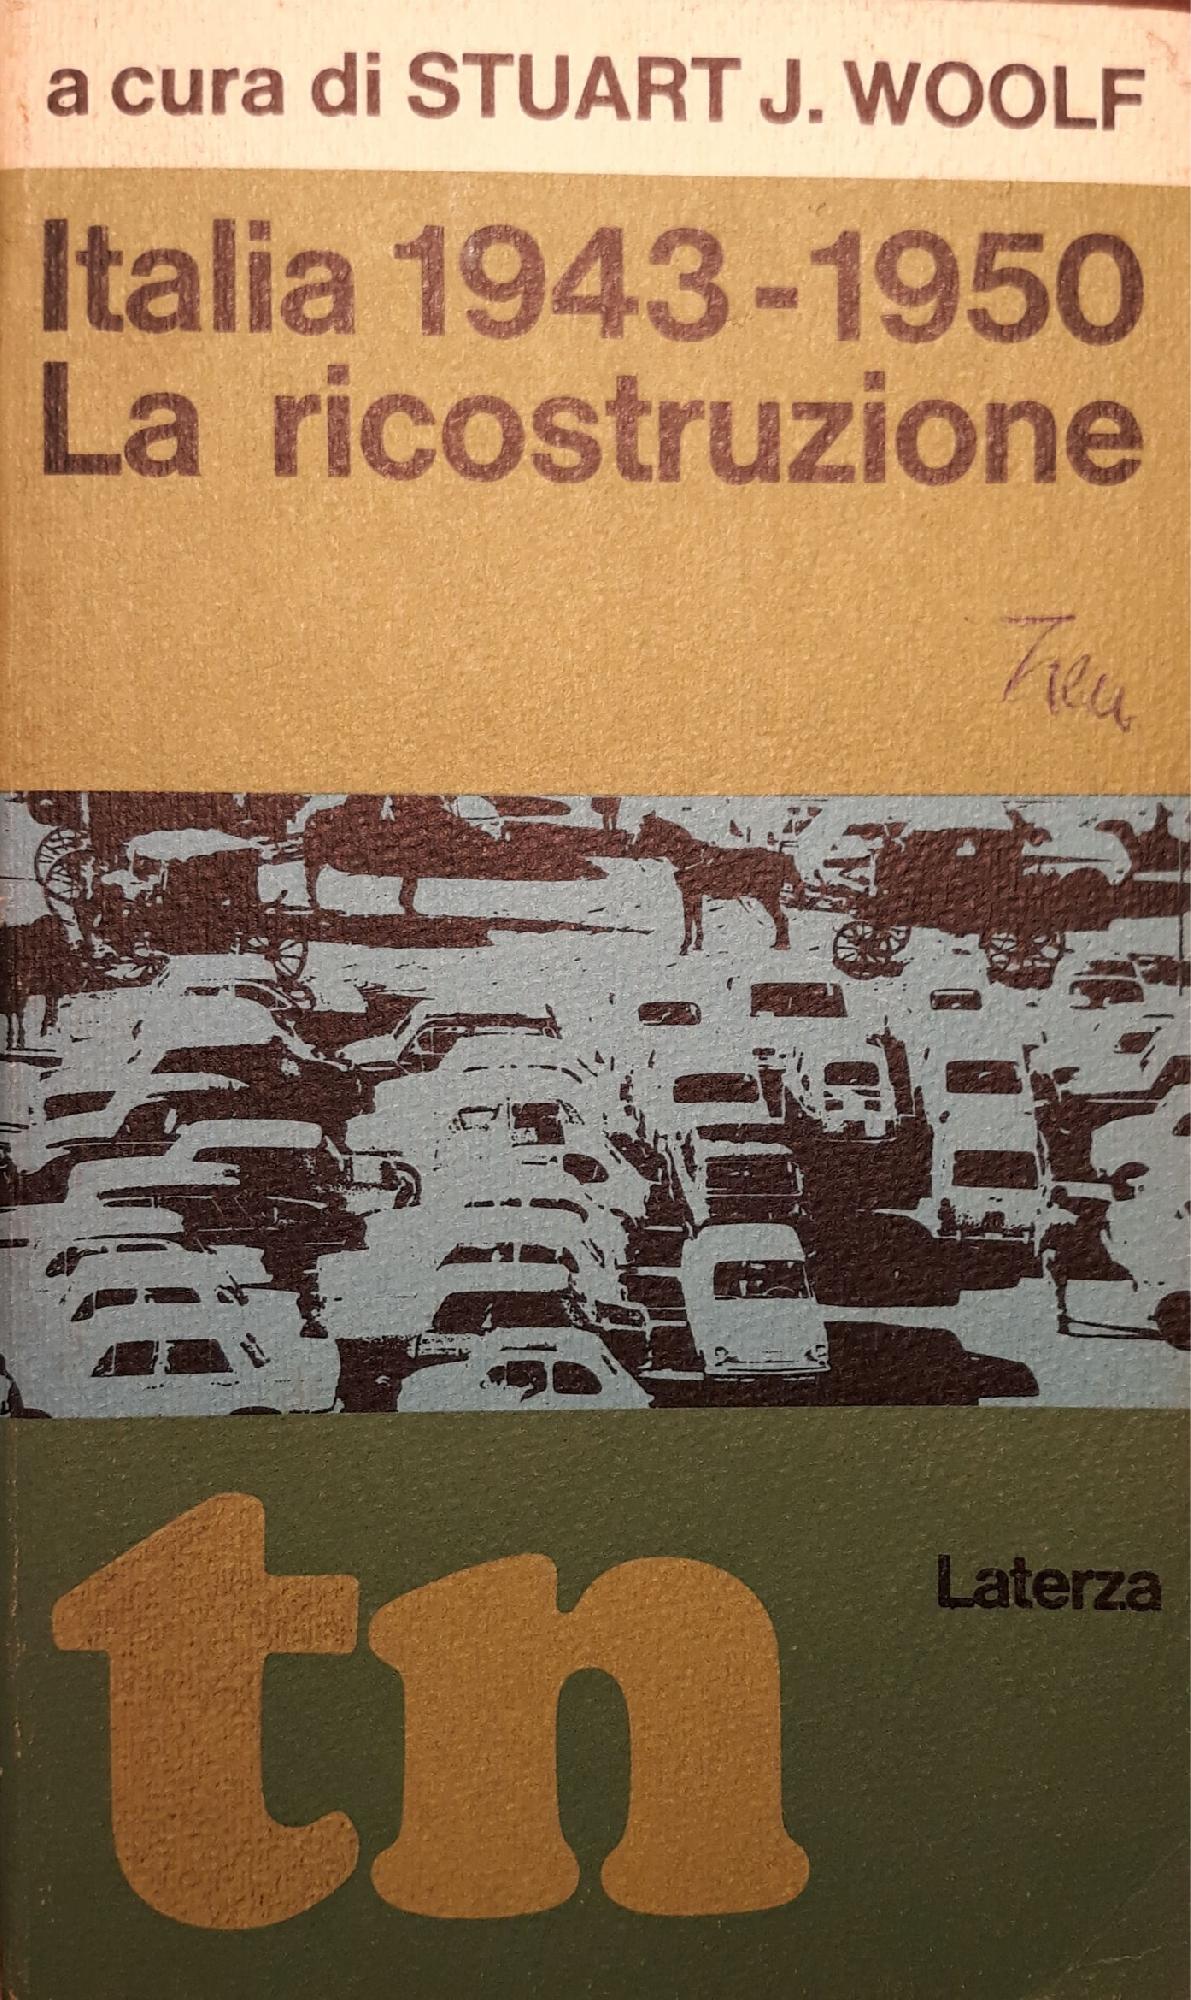 a cura di STUART J. WOOLF
Italia 1943-1950
La ricostruzione
tn
Laterza